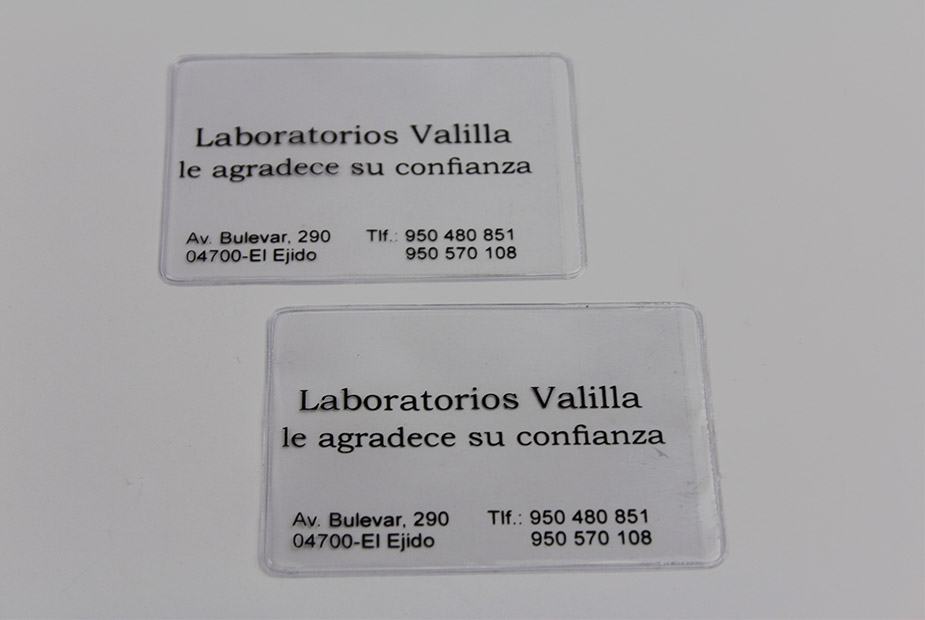 Laboratorios Valilla
le agradece su confianza
Av. Bulevar, 290 Tlf.: 950 480 851
04700-El Ejido 950 570 108
Laboratorios Valilla
le agradece su confianza
Av. Bulevar, 290 Tlf.: 950 480 851
04700-El Ejido 950 570 108